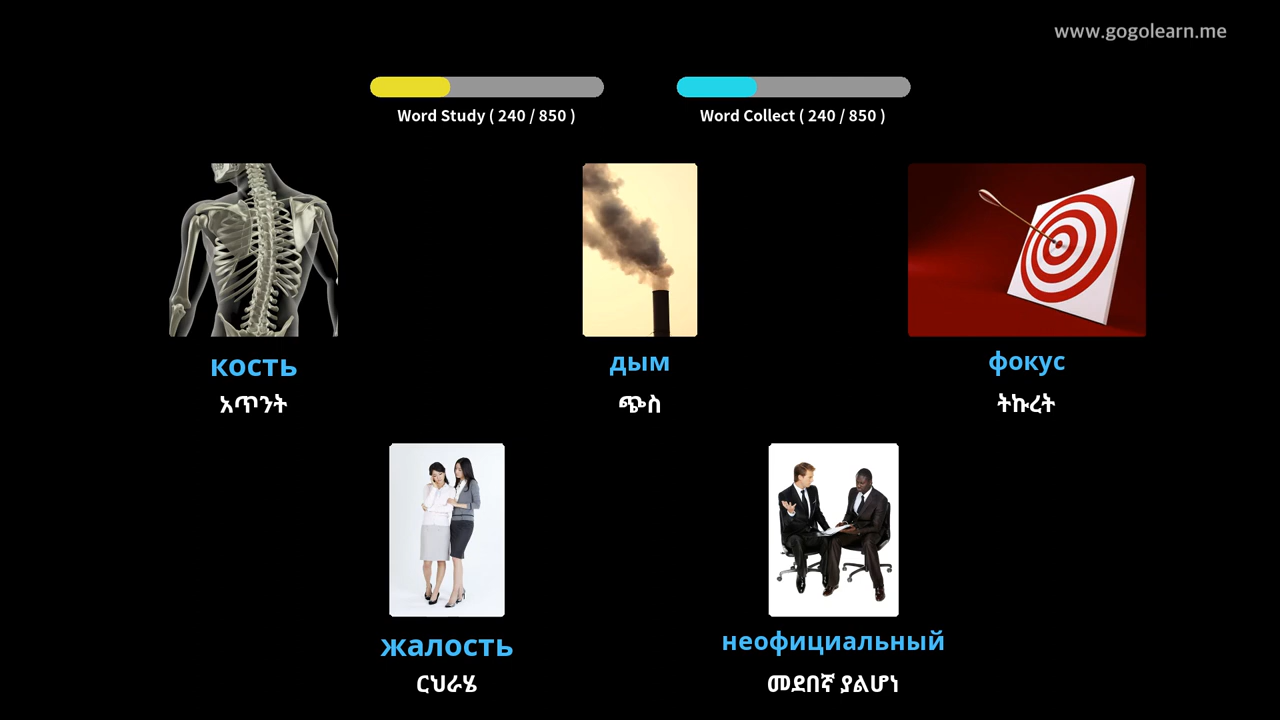 www.gogolearn.me
Word Study ( 240 / 850 )
Word Collect ( 240 / 850 )
кость
አጥንት
дым
ጭስ
фокус
ትኩረት
жалость
ርህራሄ
неофициальный
መደበኛ ያልሆነ